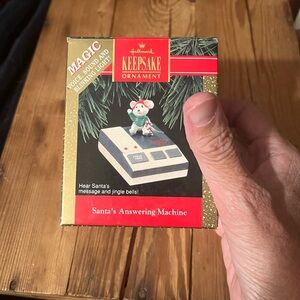 MAGIC
VOICE, SOUND AND
BLINKING LIGHT!
Hallmark
KEEPSAKE
ORNAMENT
Hear Santa's
message and jingle bells!
Santa's Answering Machine